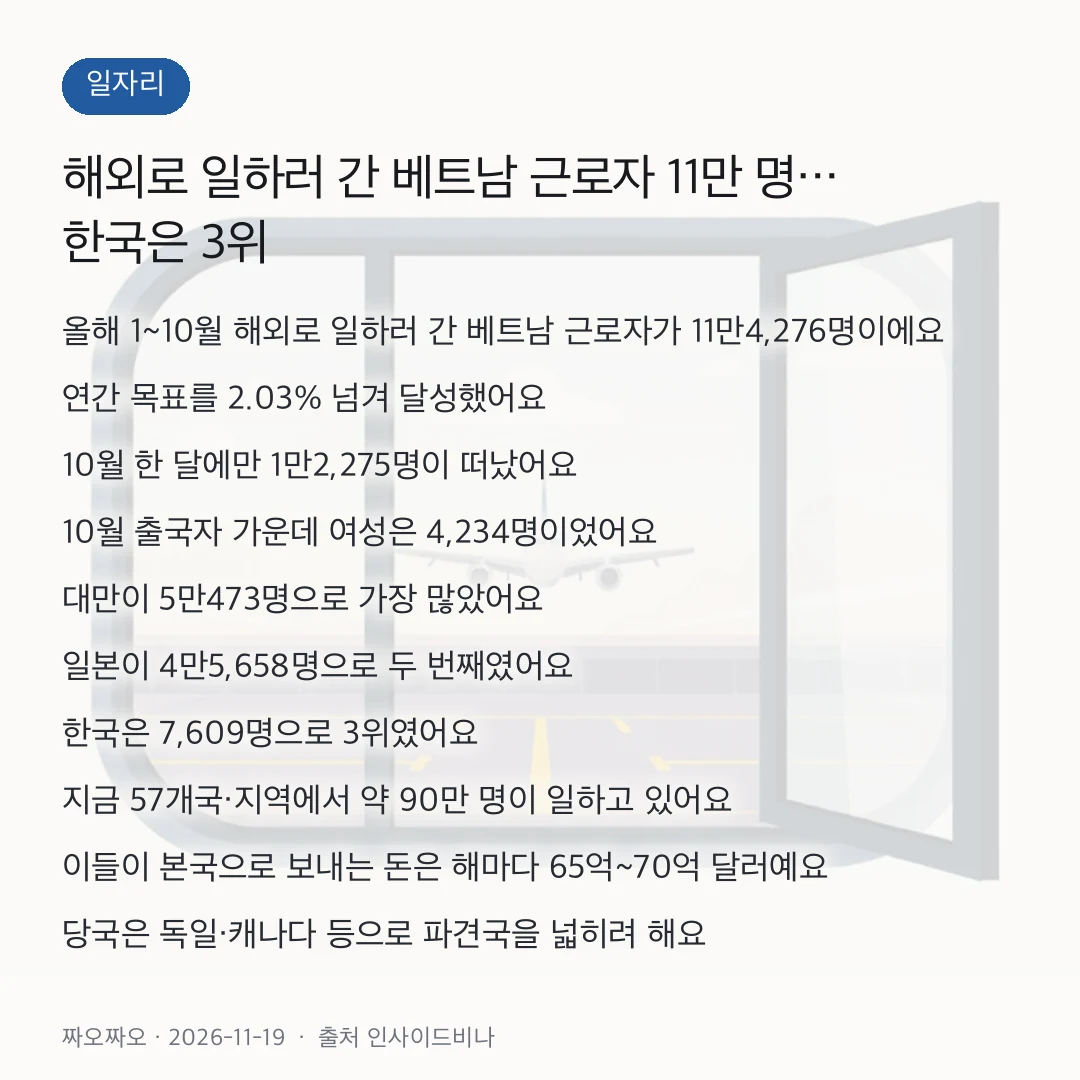 일자리
해외로 일하러 간 베트남 근로자 11만 명…
한국은 3위
올해 1~10월 해외로 일하러 간 베트남 근로자가 11만4,276명이에요
연간 목표를 2.03% 넘겨 달성했어요
10월 한 달에만 1만2,275명이 떠났어요
10월 출국자 가운데 여성은 4,234명이었어요
대만이 5만473명으로 가장 많았어요
일본이 4만5,658명으로 두 번째였어요
한국은 7,609명으로 3위였어요
지금 57개국·지역에서 약 90만 명이 일하고 있어요
이들이 본국으로 보내는 돈은 해마다 65억~70억 달러예요
당국은 독일·캐나다 등으로 파견국을 넓히려 해요
짜오짜오 · 2026-11-19 · 출처 인사이드비나